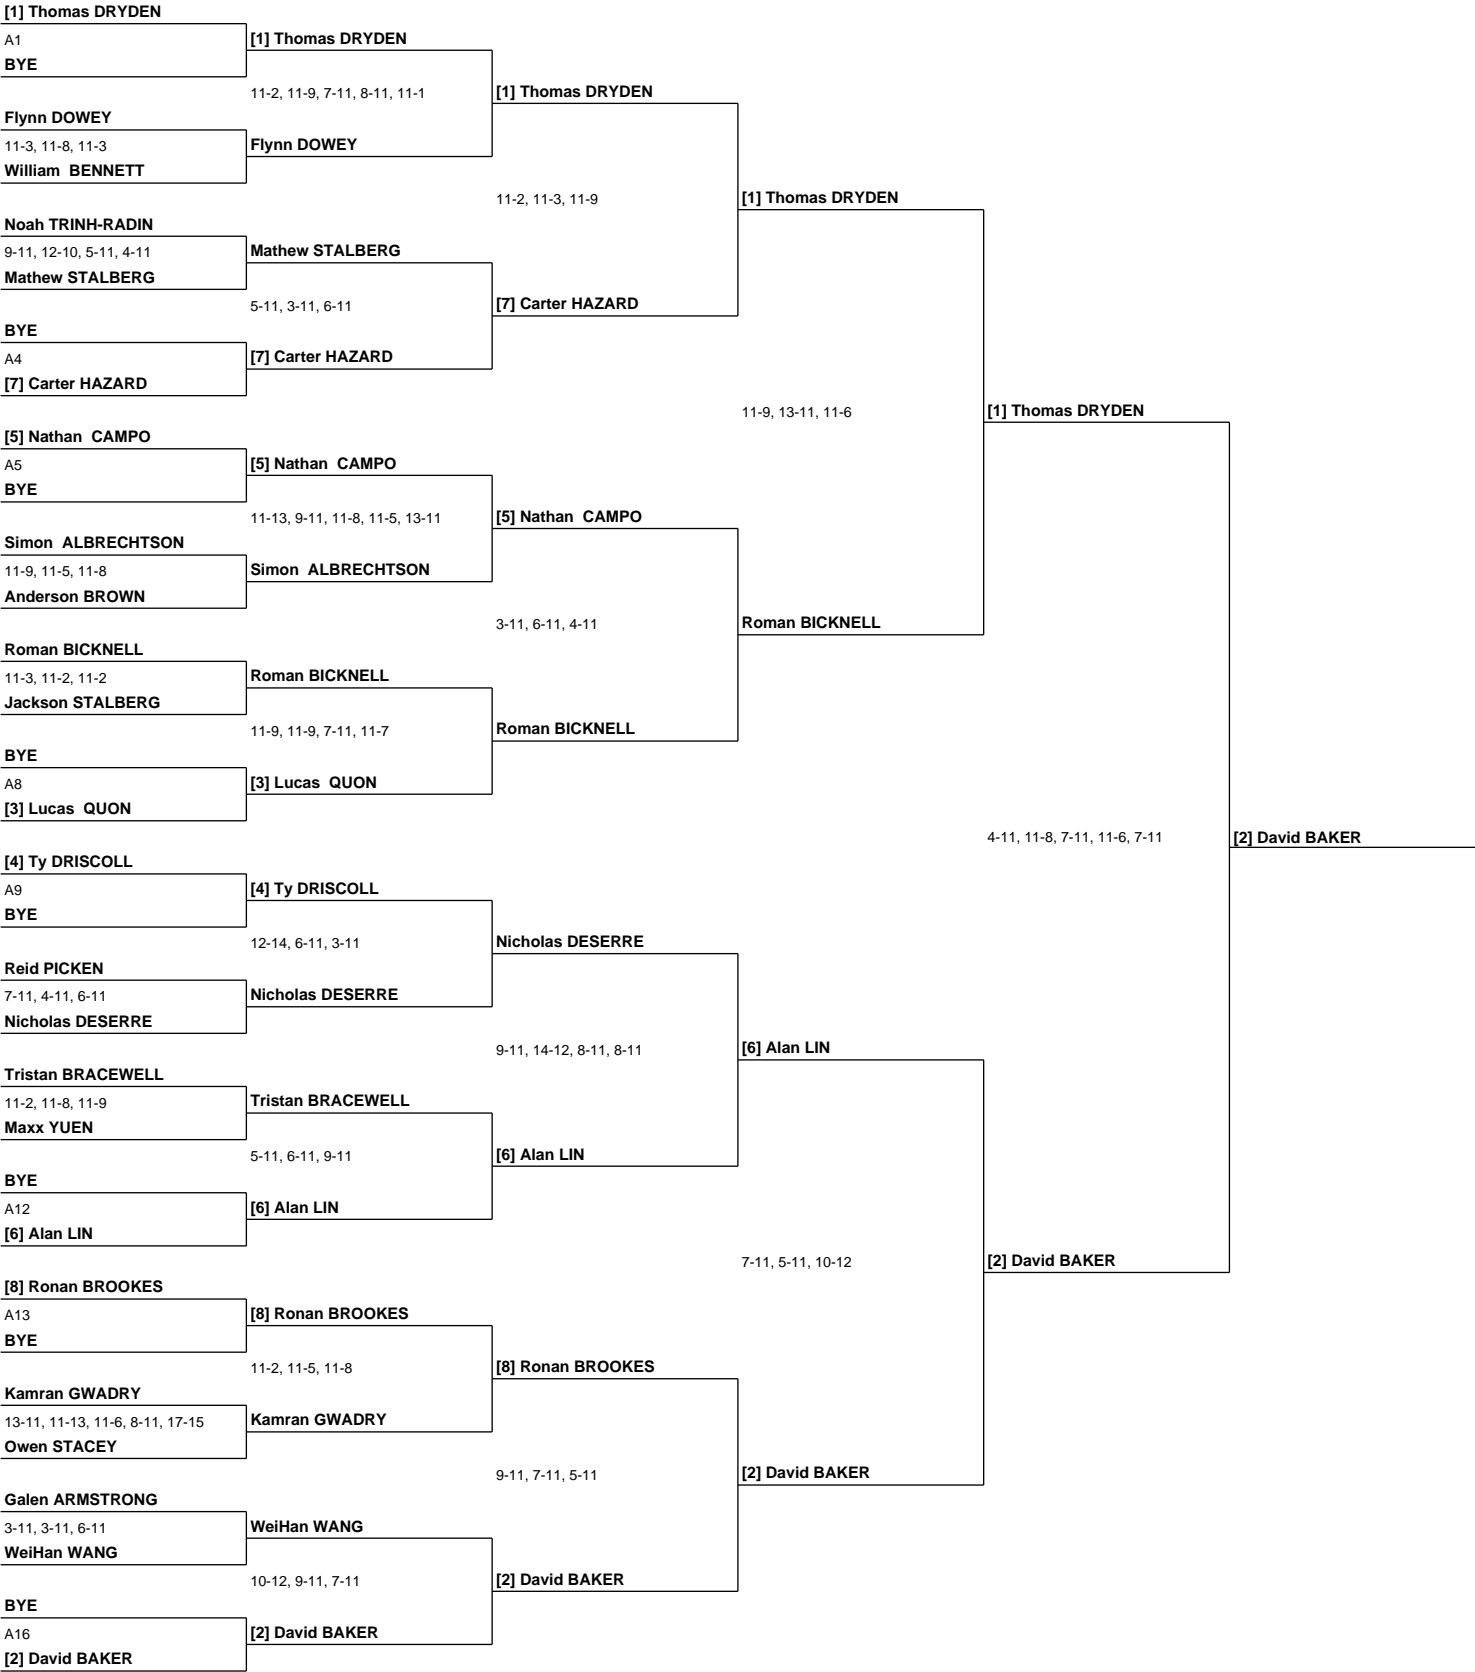 [1] Thomas DRYDEN
A1
BYE
Flynn DOWEY
11-3, 11-8, 11-3
William  BENNETT
Noah TRINH-RADIN
9-11, 12-10, 5-11, 4-11
Mathew STALBERG
BYE
A4
[7] Carter HAZARD
[5] Nathan  CAMPO
A5
BYE
Simon  ALBRECHTSON
11-9, 11-5, 11-8
Anderson BROWN
Roman BICKNELL
11-3, 11-2, 11-2
Jackson STALBERG
BYE
A8
[3] Lucas  QUON
[4] Ty DRISCOLL
A9
BYE
Reid PICKEN
7-11, 4-11, 6-11
Nicholas DESERRE
Tristan BRACEWELL
11-2, 11-8, 11-9
Maxx YUEN
BYE
A12
[6] Alan LIN
[8] Ronan BROOKES
A13
BYE
Kamran GWADRY
13-11, 11-13, 11-6, 8-11, 17-15
Owen STACEY
Galen ARMSTRONG
3-11, 3-11, 6-11
WeiHan WANG
BYE
A16
[2] David BAKER
[1] Thomas DRYDEN
11-2, 11-9, 7-11, 8-11, 11-1
Flynn DOWEY
Mathew STALBERG
5-11, 3-11, 6-11
[7] Carter HAZARD
[5] Nathan  CAMPO
11-13, 9-11, 11-8, 11-5, 13-11
Simon  ALBRECHTSON
Roman BICKNELL
11-9, 11-9, 7-11, 11-7
[3] Lucas  QUON
[4] Ty DRISCOLL
12-14, 6-11, 3-11
Nicholas DESERRE
Tristan BRACEWELL
5-11, 6-11, 9-11
[6] Alan LIN
[8] Ronan BROOKES
11-2, 11-5, 11-8
Kamran GWADRY
WeiHan WANG
10-12, 9-11, 7-11
[2] David BAKER
[1] Thomas DRYDEN
11-2, 11-3, 11-9
[7] Carter HAZARD
[5] Nathan  CAMPO
3-11, 6-11, 4-11
Roman BICKNELL
Nicholas DESERRE
9-11, 14-12, 8-11, 8-11
[6] Alan LIN
[8] Ronan BROOKES
9-11, 7-11, 5-11
[2] David BAKER
[1] Thomas DRYDEN
11-9, 13-11, 11-6
Roman BICKNELL
[6] Alan LIN
7-11, 5-11, 10-12
[2] David BAKER
[1] Thomas DRYDEN
4-11, 11-8, 7-11, 11-6, 7-11
[2] David BAKER
[2] David BAKER